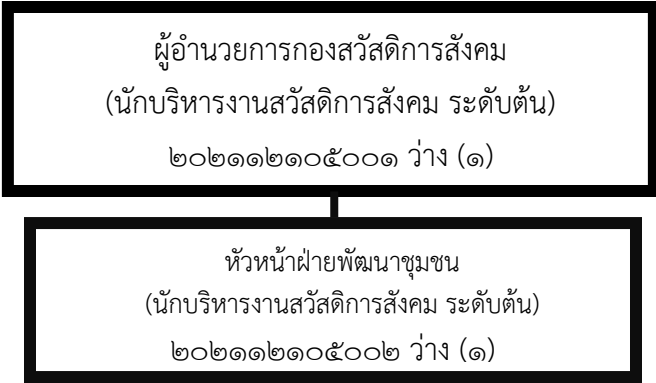 ผู้อำนวยการกองสวัสดิการสังคม
(นักบริหารงานสวัสดิการสังคม ระดับต้น)
๒๐๒๑๑๒๑๐๕๐๐๑ ว่าง (๑)
หัวหน้าฝ่ายพัฒนาชุมชน
(นักบริหารงานสวัสดิการสังคม ระดับต้น)
๒๐๒๑๑๒๑๐๕๐๐๒ ว่าง (๑)